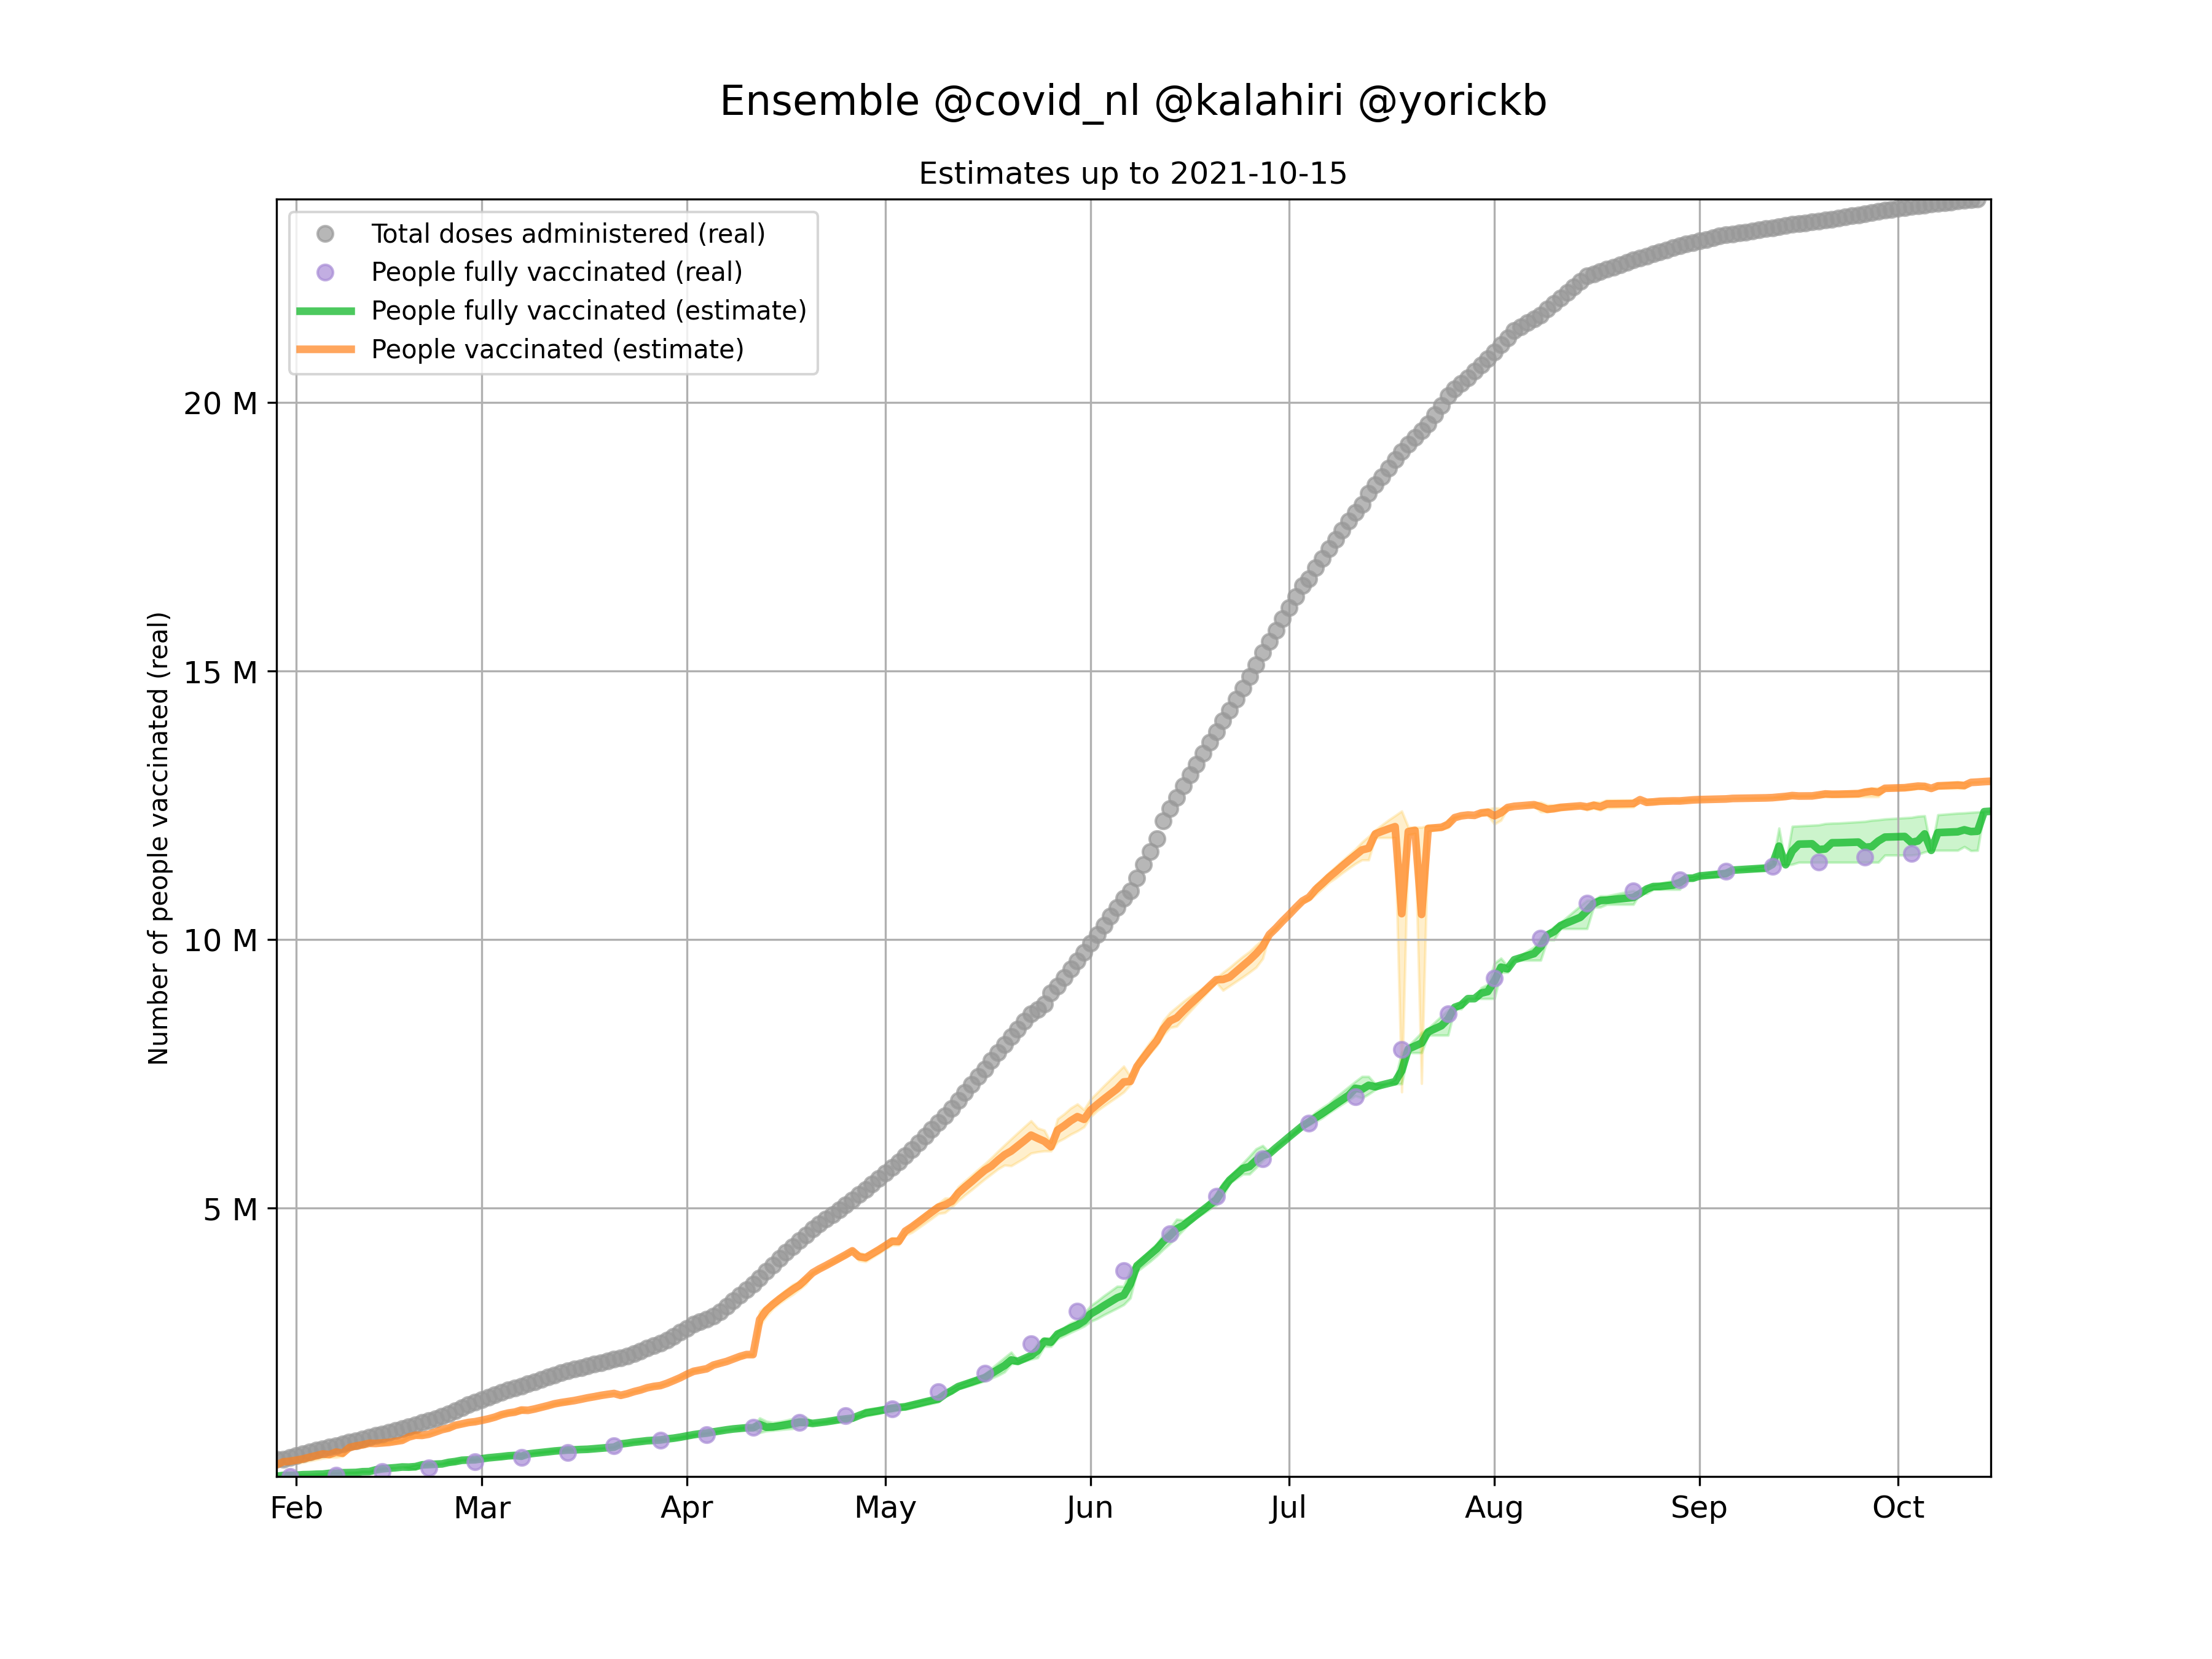 Ensemble @covid_nl @kalahiri @yorickb
Estimates up to 2021-10-15
Total doses administered (real)
People fully vaccinated (real)
People fully vaccinated (estimate)
People vaccinated (estimate)
Number of people vaccinated (real)
20 M
15 M
10 M
5 M
Feb Mar Apr May Jun Jul Aug Sep Oct